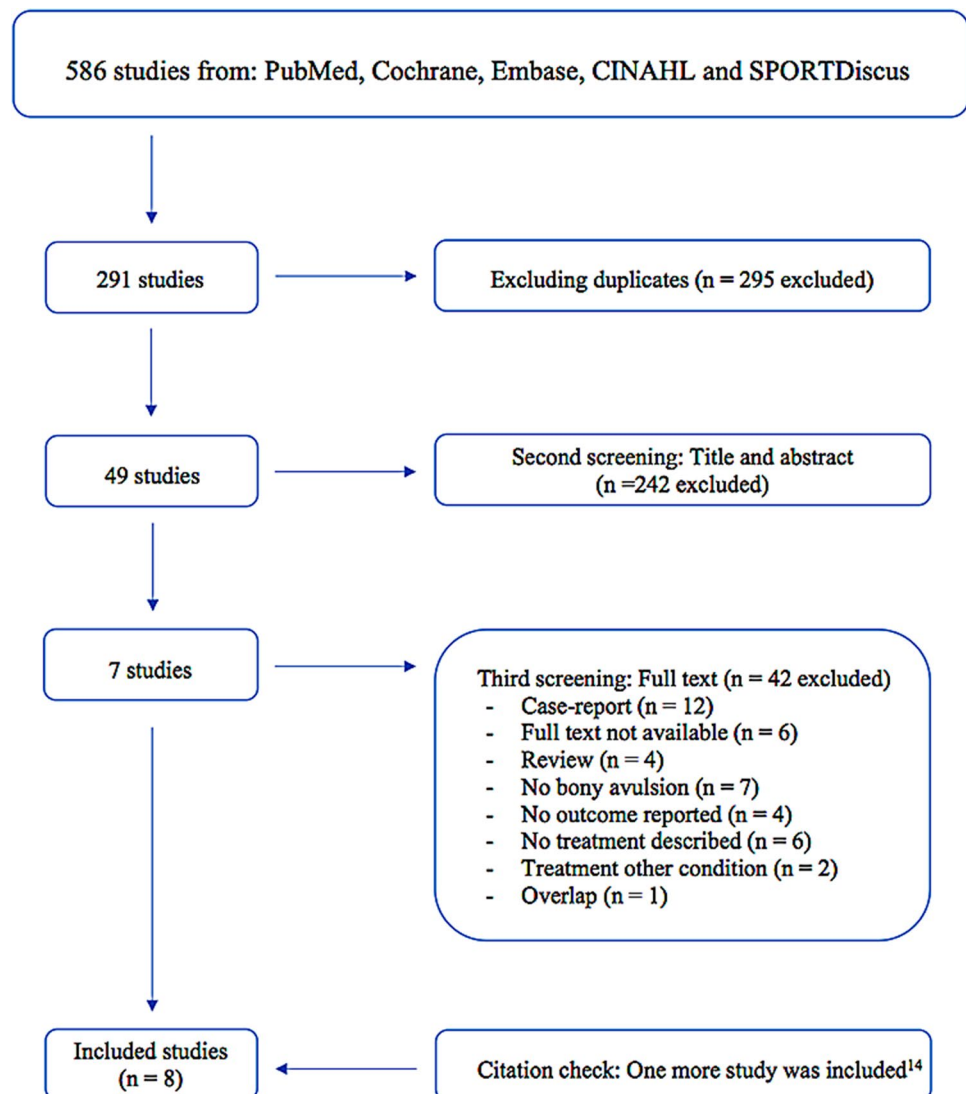 586 studies from: PubMed, Cochrane, Embase, CINAHL and SPORTDiscus
291 studies
Excluding duplicates (n = 295 excluded)
49 studies
Second screening: Title and abstract
(n =242 excluded)
7 studies
Third screening: Full text (n = 42 excluded)
- Case-report (n = 12)
- Full text not available (n = 6)
- Review (n = 4)
- No bony avulsion (n = 7)
- No outcome reported (n = 4)
- No treatment described (n = 6)
- Treatment other condition (n = 2)
- Overlap (n = 1)
Included studies
(n = 8)
Citation check: One more study was included¹⁴